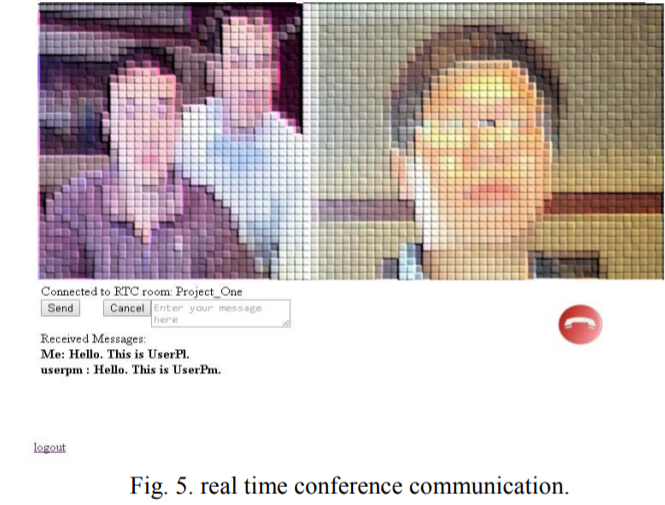 Connected to RTC room: Project_One
Send Cancel Enter your message
here
Received Messages:
Me: Hello. This is UserPl.
userpm : Hello. This is UserPm.
logout
Fig. 5. real time conference communication.